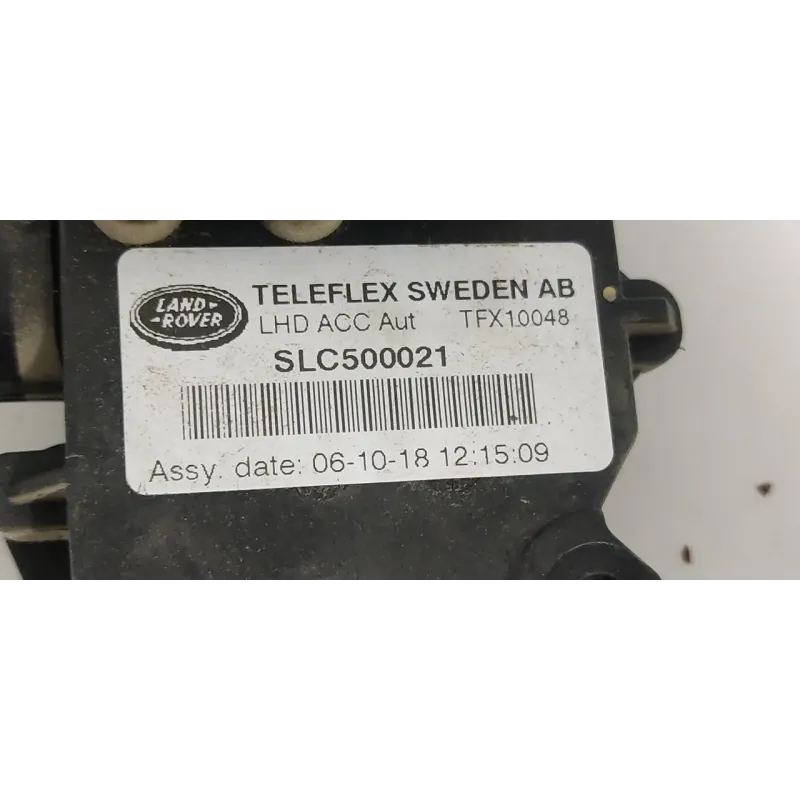 LAND-
-ROVER
TELEFLEX SWEDEN AB
LHD ACC Aut TFX10048
SLC500021
Assy. date: 06-10-18 12:15:09